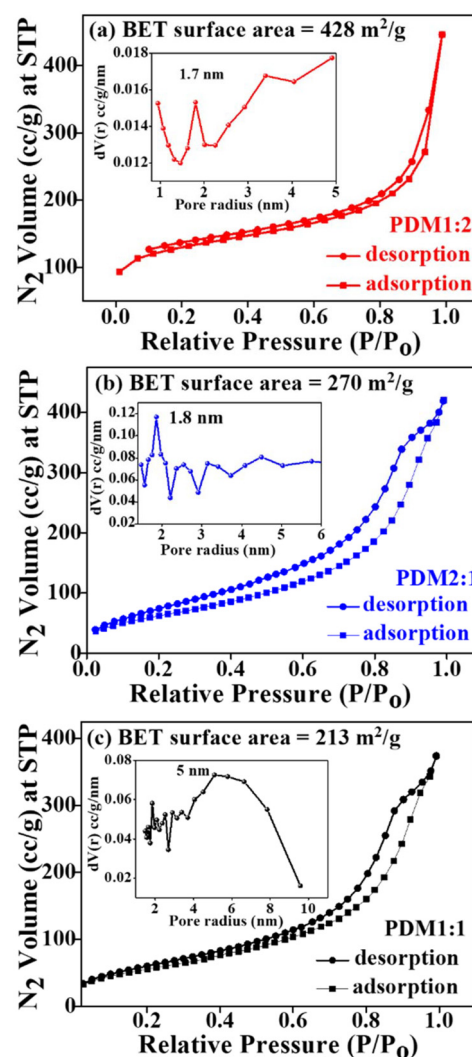 (a) BET surface area = 428 m²/g
N₂ Volume (cc/g) at STP
400
300
200
100
0.0 0.2 0.4 0.6 0.8 1.0
Relative Pressure (P/Pₒ)
dV(r) cc/g/nm
0.018
0.016
0.014
0.012
1.7 nm
1 2 3 4 5
Pore radius (nm)
PDM1:2
desorption
adsorption
(b) BET surface area = 270 m²/g
N₂ Volume (cc/g) at STP
400
300
200
100
0
0.0 0.2 0.4 0.6 0.8 1.0
Relative Pressure (P/Pₒ)
dV(r) cc/g/nm
0.12
0.10
0.08
0.06
0.04
0.02
1.8 nm
2 3 4 5 6
Pore radius (nm)
PDM2:1
desorption
adsorption
(c) BET surface area = 213 m²/g
N₂ Volume (cc/g) at STP
400
300
200
100
0
0.2 0.4 0.6 0.8 1.0
Relative Pressure (P/Pₒ)
dV(r) cc/g/nm
0.08
0.06
0.04
0.02
5 nm
2 4 6 8 10
Pore radius (nm)
PDM1:1
desorption
adsorption